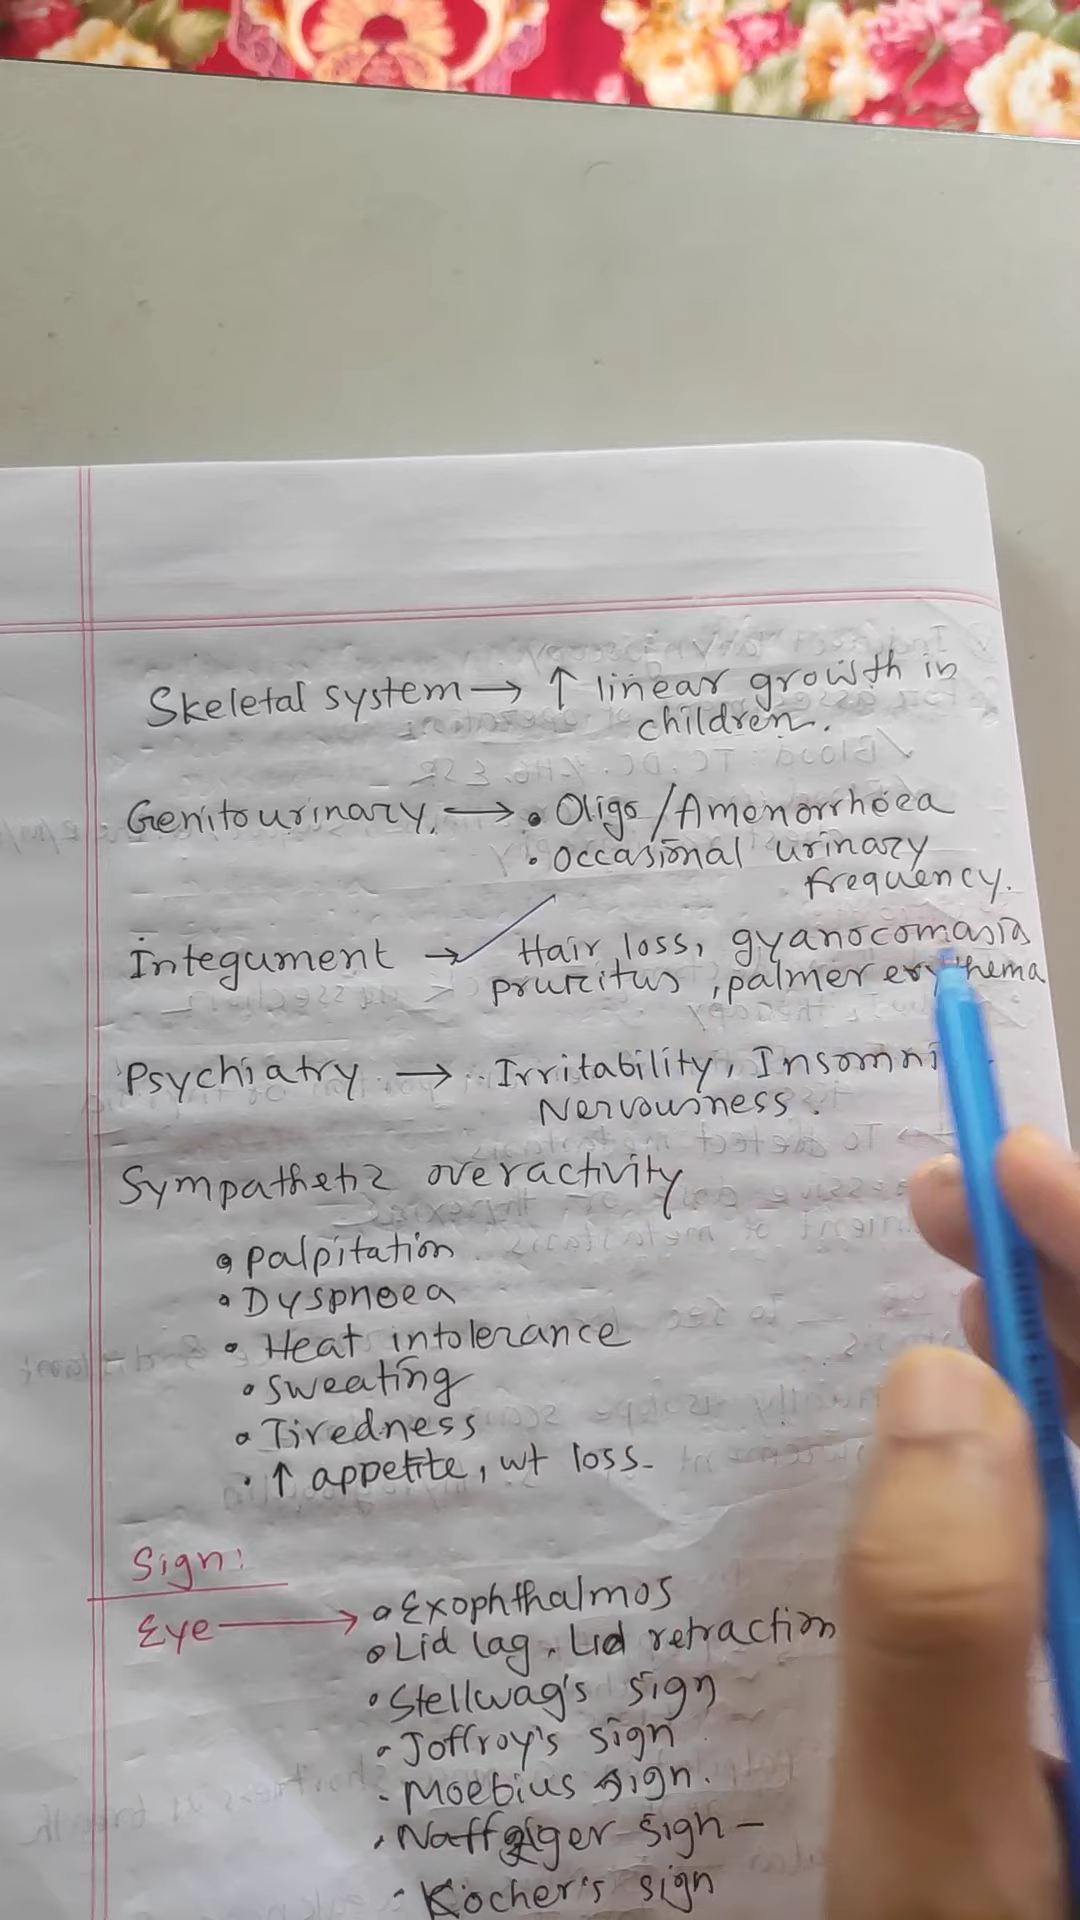 Skeletal system → ↑ linear growth in
children.
Genitourinary. → • Oligo/Amenorrhoea
• Occasional urinary
frequency.
Integument → Hair loss, gyanocomasia
pruritus, palmer erythema
Psychiatry → Irritability, Insomni
Nervousness.
Sympathetic overactivity
• palpitation
• Dyspnoea
• Heat intolerance
• sweating
• Tiredness
• ↑ appetite, wt loss-
Sign:
Eye → • Exophthalmos
• Lid lag, Lid retraction
• Stellwag's sign
• Joffroy's sign
• Moebius sign.
• Naffziger sign -
- Kocher's sign